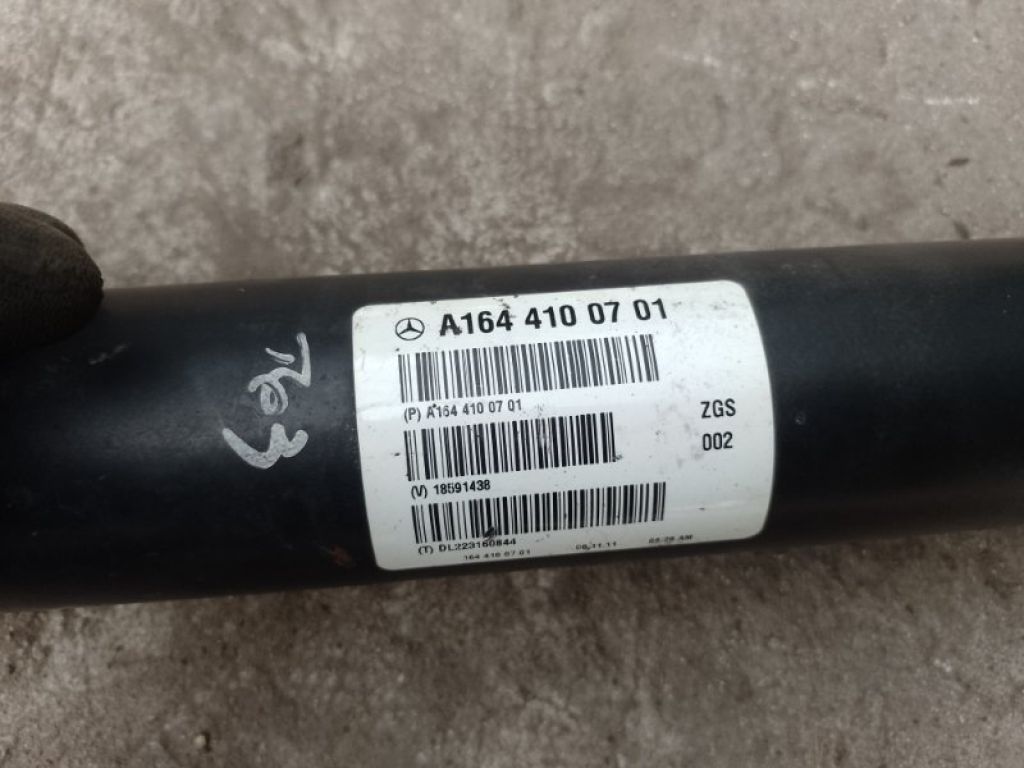 A164 410 07 01
(P) A164 410 07 01
ZGS
002
(V) 18591438
(T) DL223160844
164 410 07 01